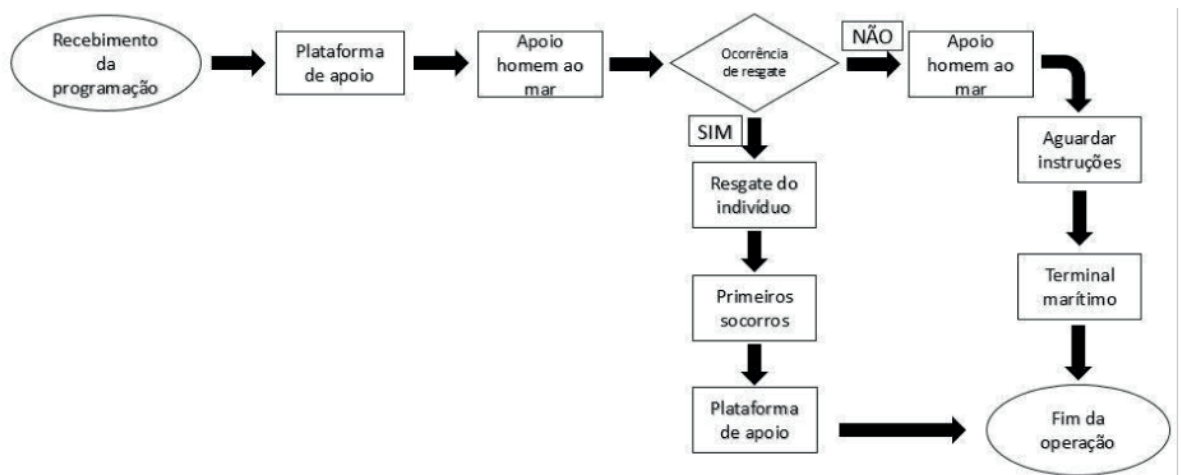 Recebimento
da
programação
Plataforma
de apoio
Apoio
homem ao
mar
Ocorrência
de resgate
NÃO
Apoio
homem ao
mar
SIM
Aguardar
instruções
Resgate do
indivíduo
Terminal
marítimo
Primeiros
socorros
Plataforma
de apoio
Fim da
operação